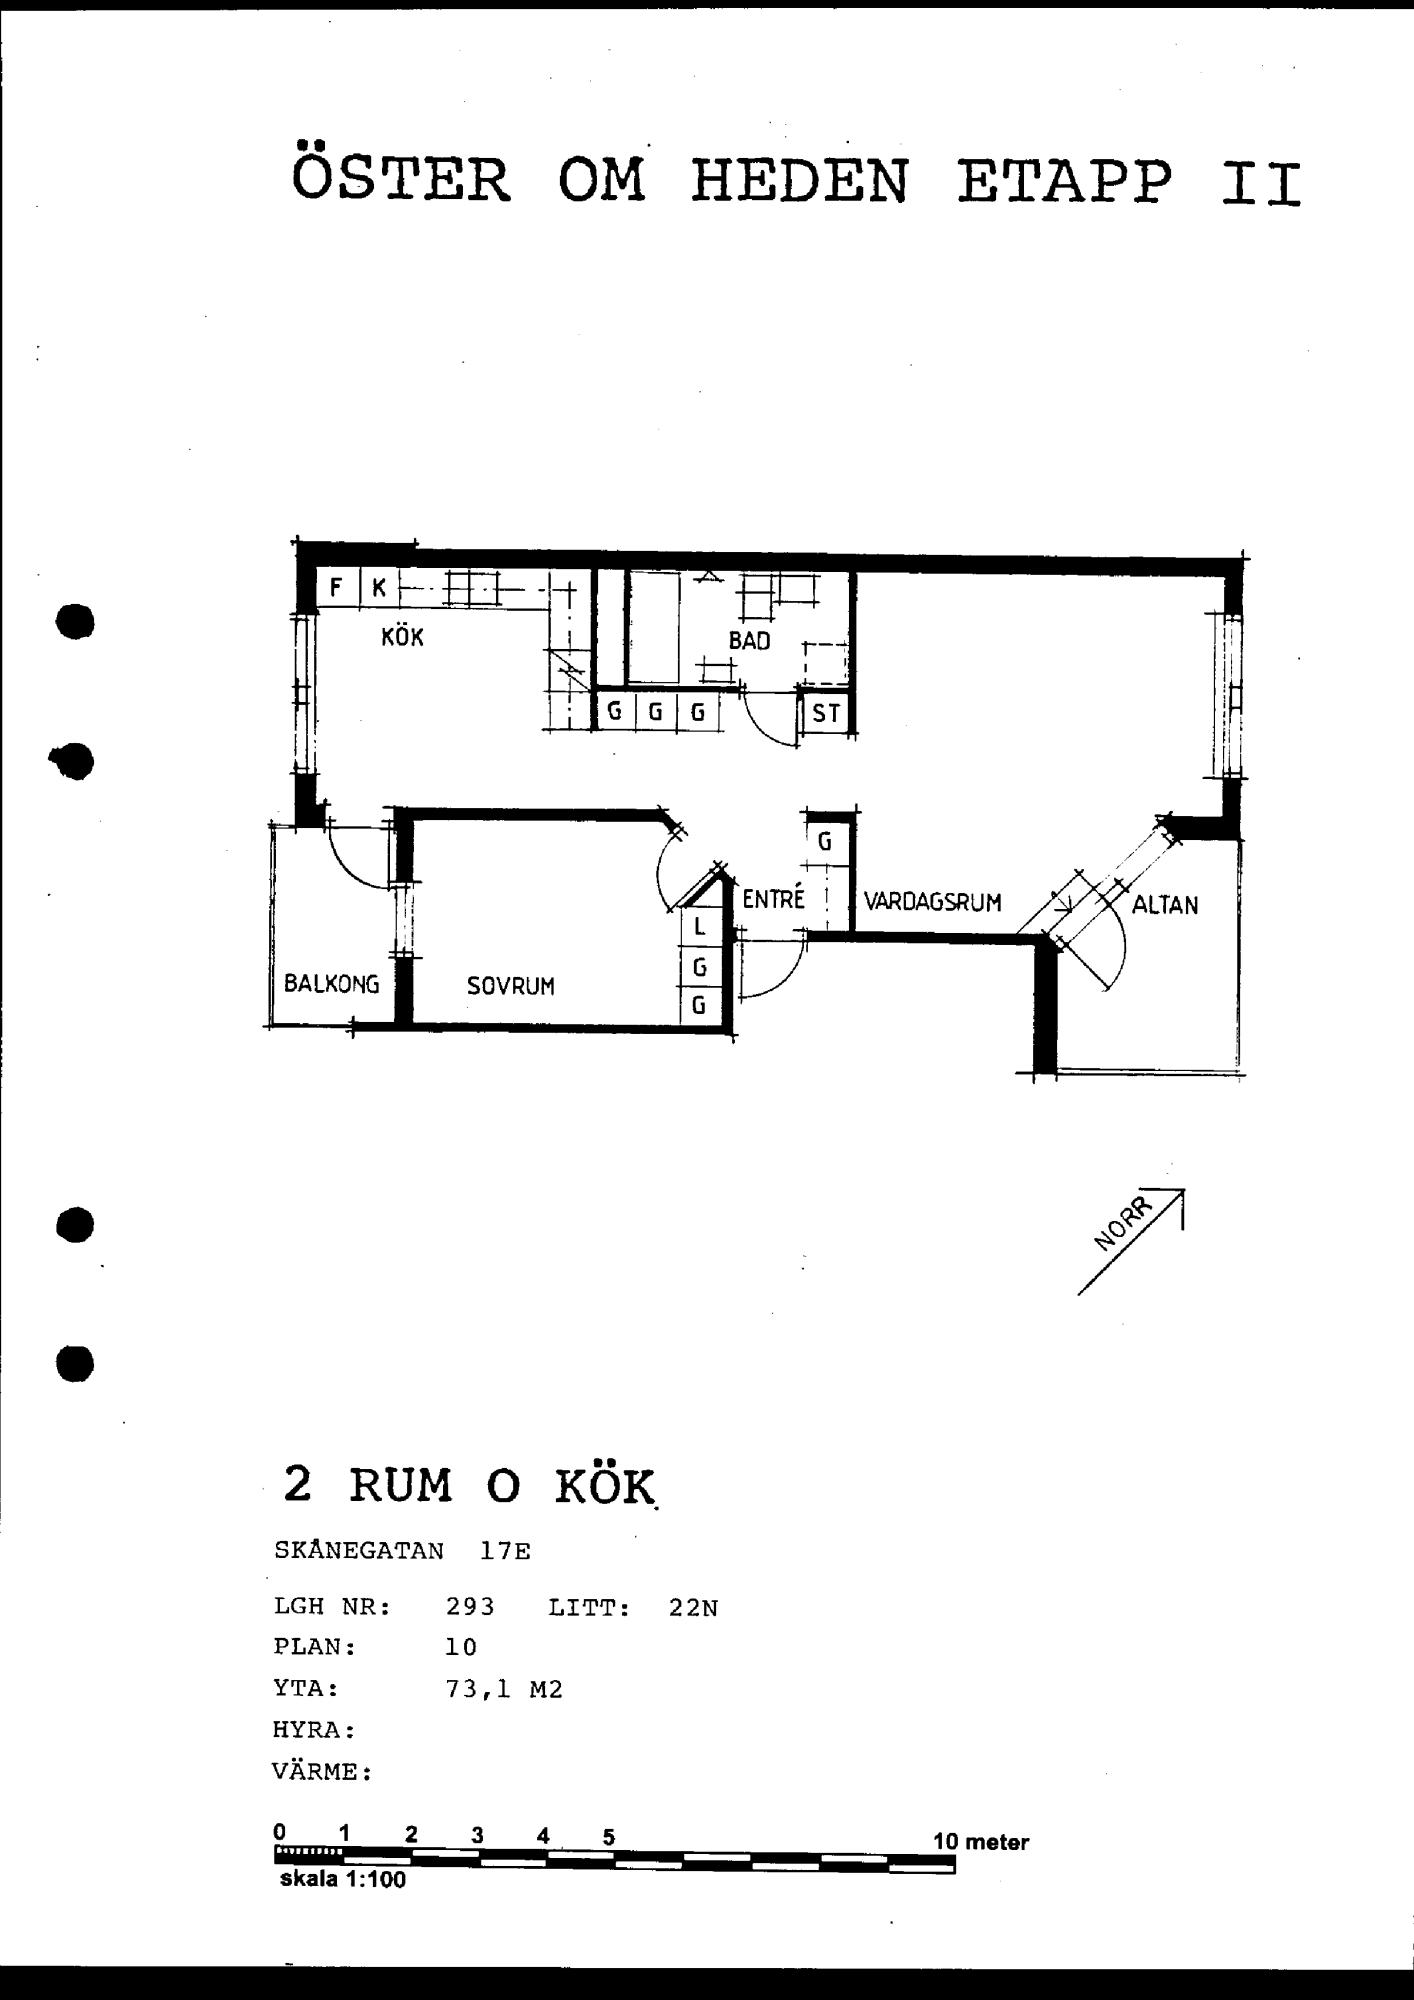 ÖSTER OM HEDEN ETAPP II
F K
KÖK
BAD
G G G ST
G
ENTRÉ VARDAGSRUM ALTAN
L
G
BALKONG SOVRUM
G
NORR
2 RUM O KÖK
SKÅNEGATAN 17E
LGH NR: 293 LITT: 22N
PLAN: 10
YTA: 73,1 M2
HYRA:
VÄRME:
0 1 2 3 4 5 10 meter
skala 1:100